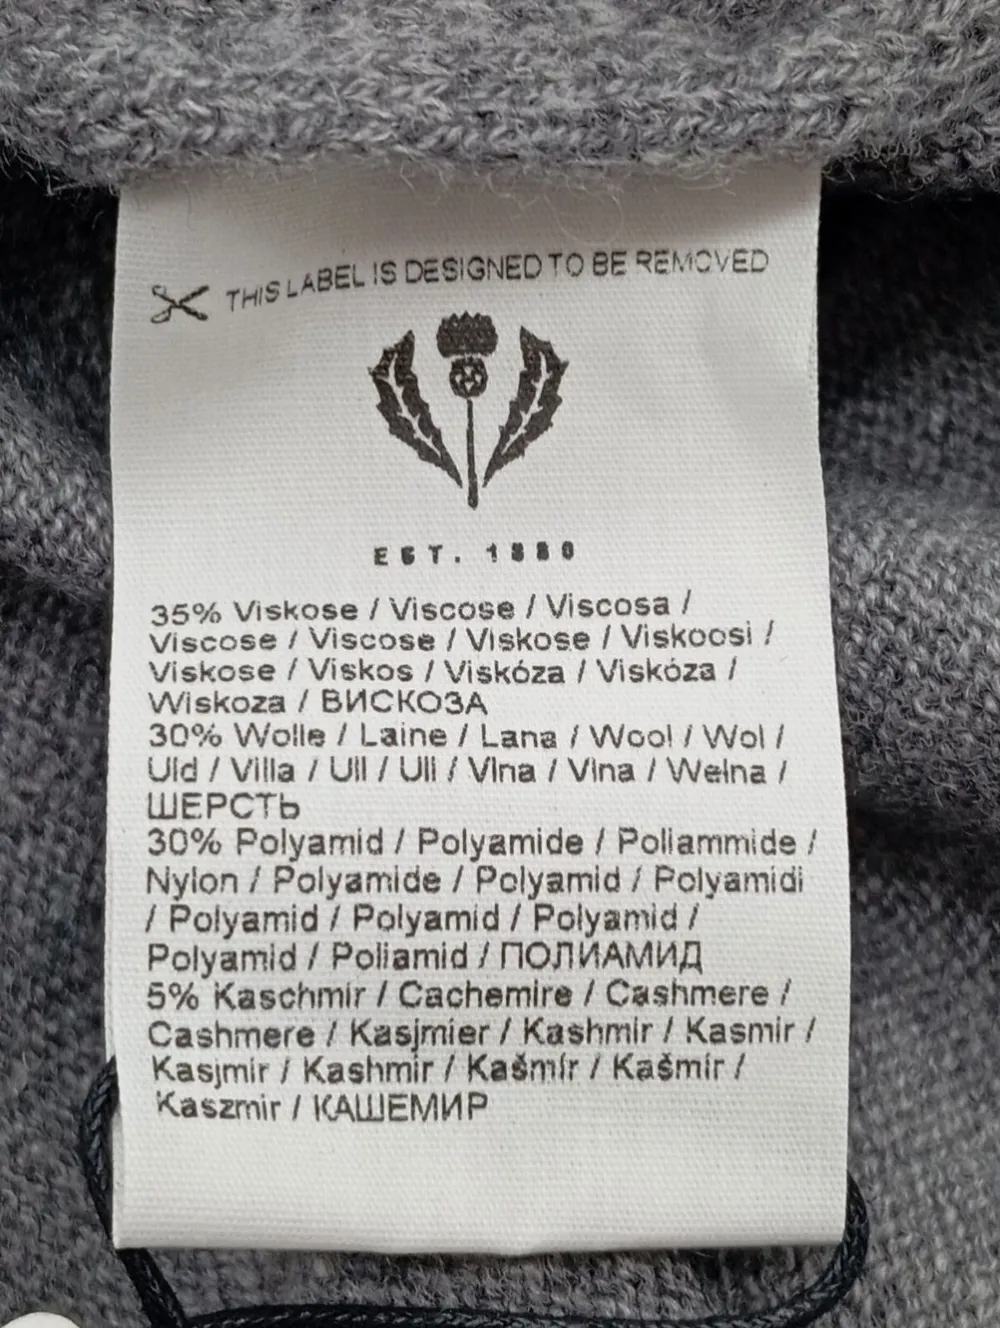 THIS LABEL IS DESIGNED TO BE REMOVED
EST. 1880
35% Viskose / Viscose / Viscosa /
Viscose / Viscose / Viskose / Viskoosi /
Viskose / Viskos / Viskóza / Viskóza /
Wiskoza / ВИСКОЗА
30% Wolle / Laine / Lana / Wool / Wol /
Uld / Villa / Ull / Ull / Vlna / Vlna / Wełna /
ШЕРСТЬ
30% Polyamid / Polyamide / Poliammide /
Nylon / Polyamide / Polyamid / Polyamidi
/ Polyamid / Polyamid / Polyamid /
Polyamid / Poliamid / ПОЛИАМИД
5% Kaschmir / Cachemire / Cashmere /
Cashmere / Kasjmier / Kashmir / Kasmir /
Kasjmir / Kashmir / Kašmír / Kašmír /
Kaszmir / КАШЕМИР